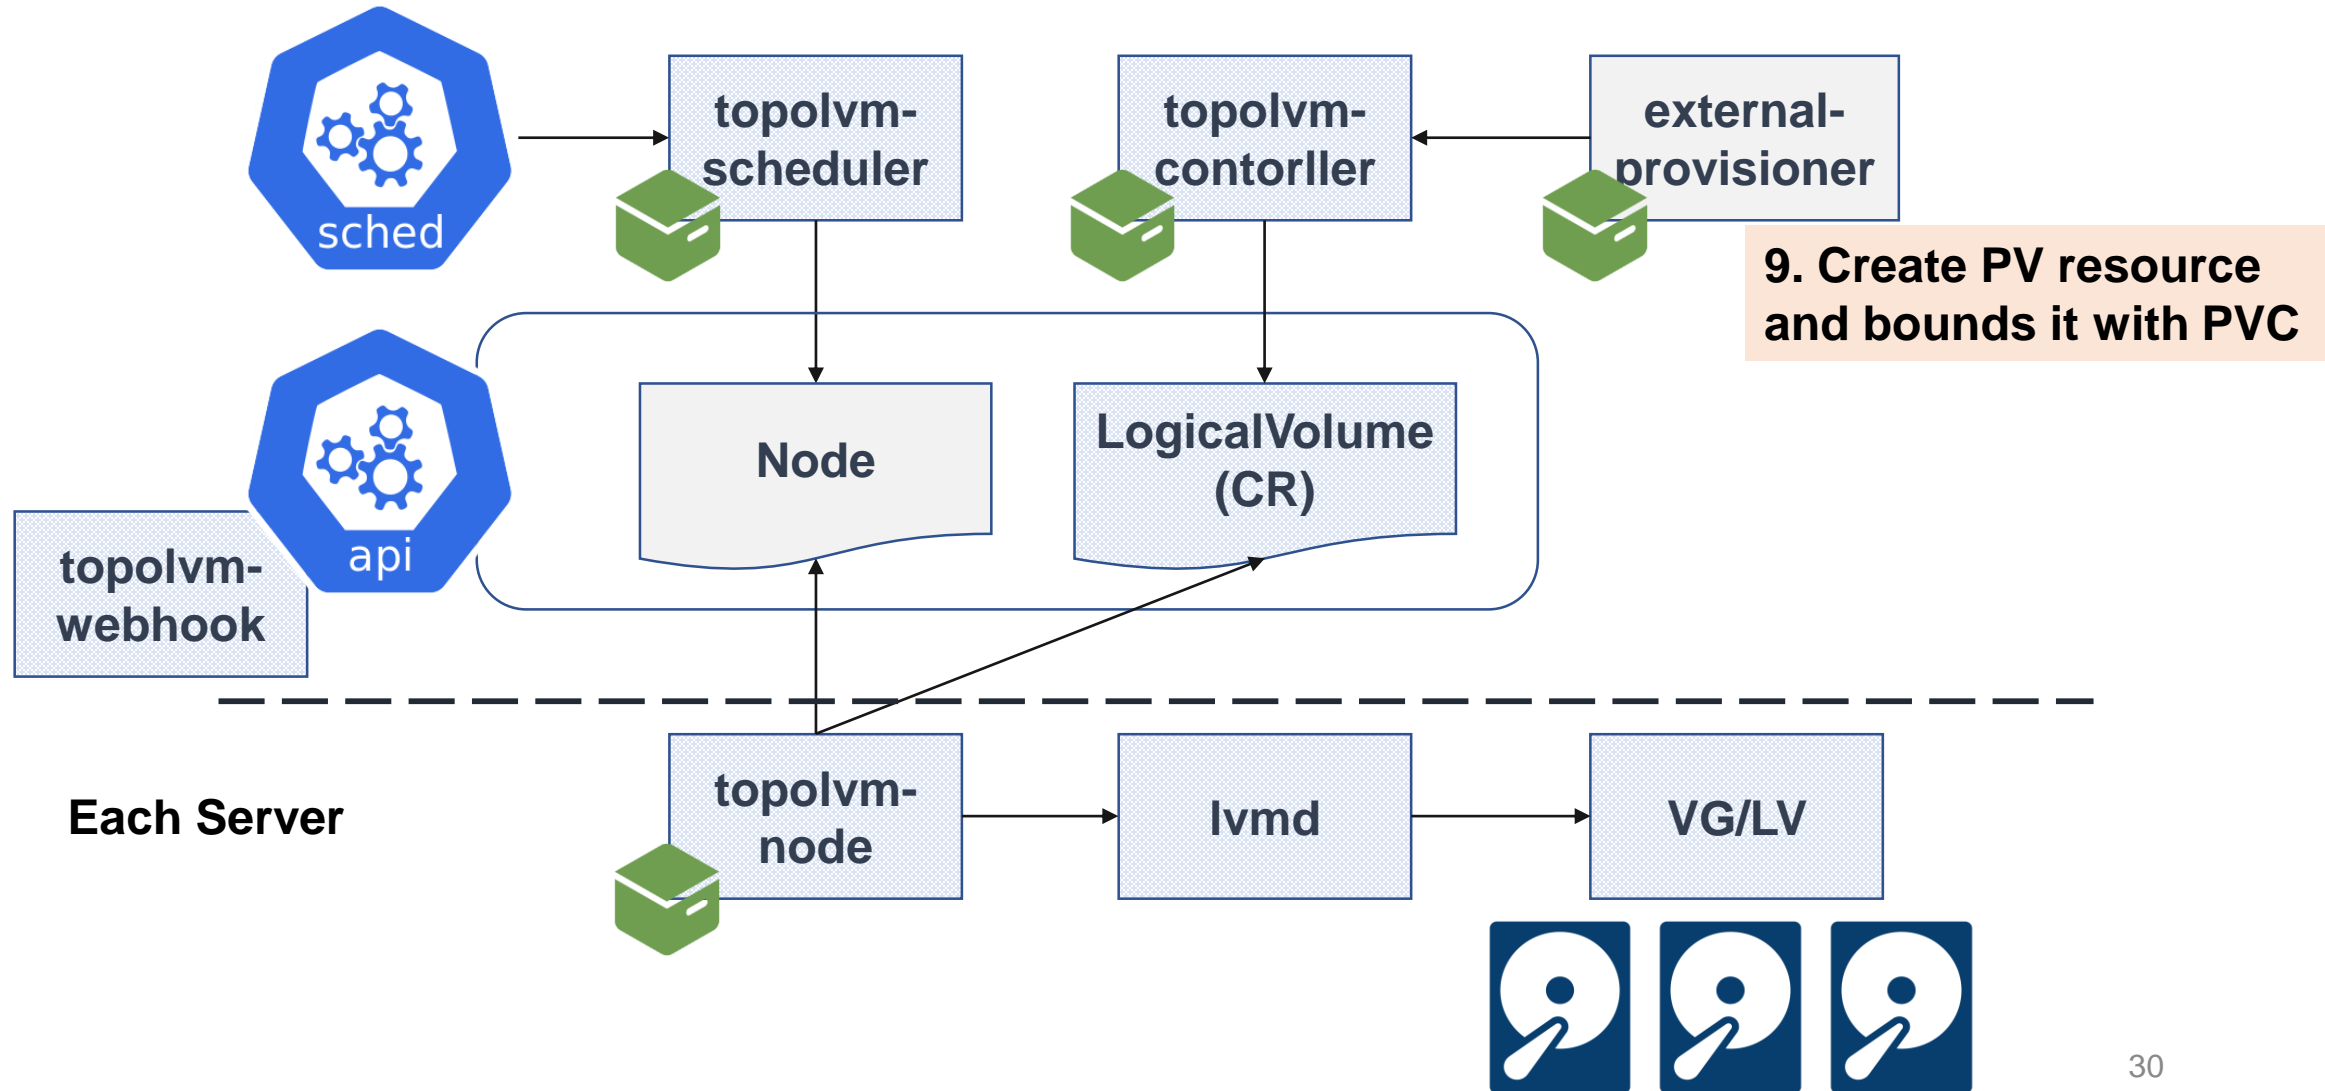 sched
topolvm-
scheduler
topolvm-
contorller
external-
provisioner
9. Create PV resource
and bounds it with PVC
api
Node
LogicalVolume
(CR)
topolvm-
webhook
Each Server
topolvm-
node
lvmd
VG/LV
30